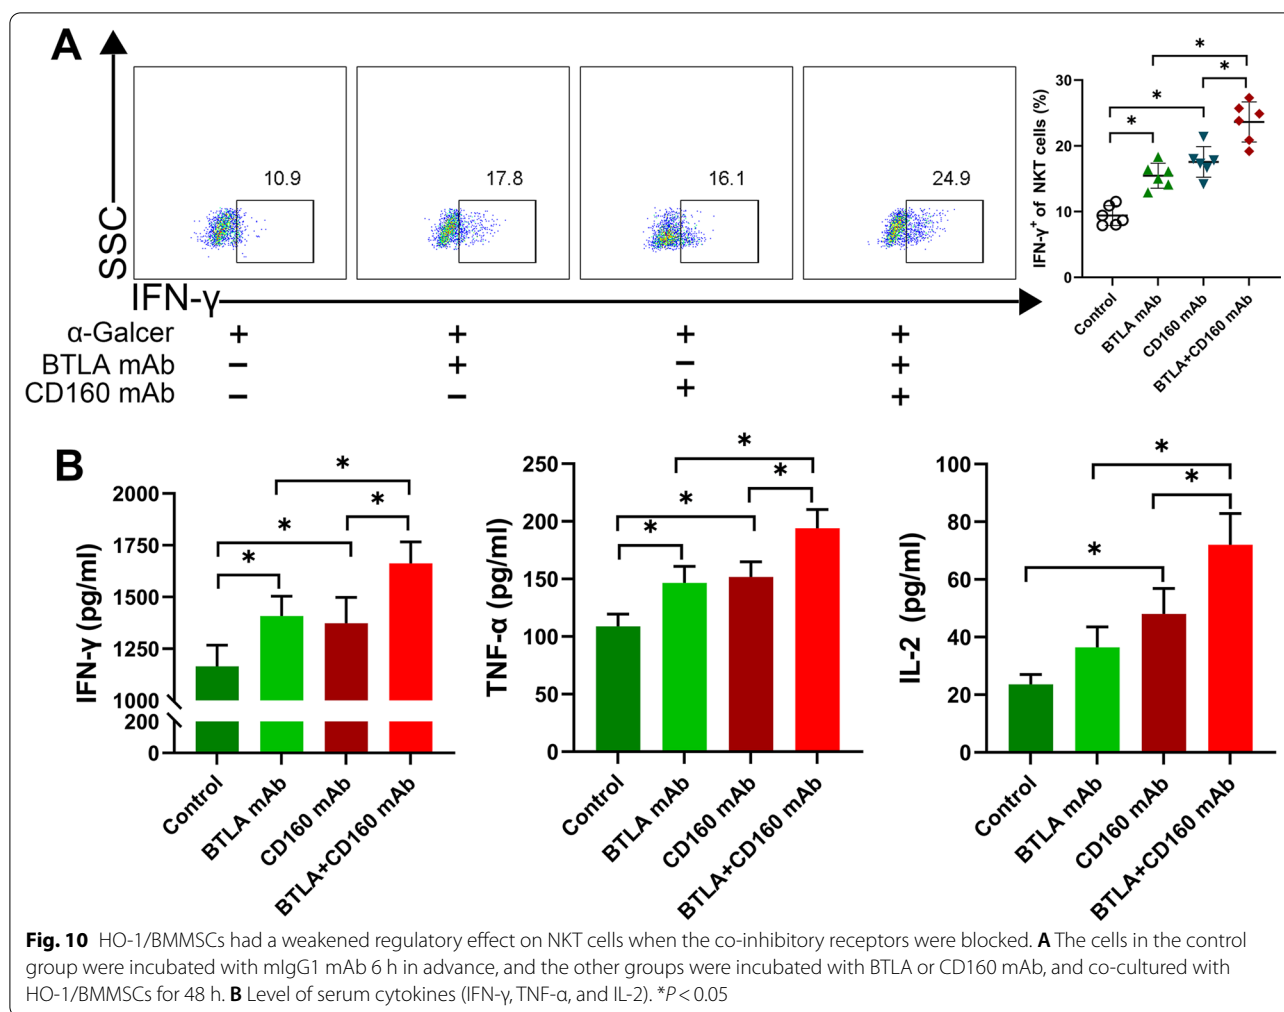 A
SSC
10.9
17.8
16.1
24.9
IFN-γ
α-Galcer + + + +
BTLA mAb – + – +
CD160 mAb – – + +
IFN-γ⁺ of NKT cells (%)
30
20
10
0
* * * *
Control
BTLA mAb
CD160 mAb
BTLA+CD160 mAb
B
IFN-γ (pg/ml)
2000
1750
1500
1250
1000
200
0
* * * *
Control
BTLA mAb
CD160 mAb
BTLA+CD160 mAb
TNF-α (pg/ml)
250
200
150
100
50
0
* * * *
Control
BTLA mAb
CD160 mAb
BTLA+CD160 mAb
IL-2 (pg/ml)
100
80
60
40
20
0
* * *
Control
BTLA mAb
CD160 mAb
BTLA+CD160 mAb
Fig. 10 HO-1/BMMSCs had a weakened regulatory effect on NKT cells when the co-inhibitory receptors were blocked. A The cells in the control
group were incubated with mIgG1 mAb 6 h in advance, and the other groups were incubated with BTLA or CD160 mAb, and co-cultured with
HO-1/BMMSCs for 48 h. B Level of serum cytokines (IFN-γ, TNF-α, and IL-2). *P < 0.05